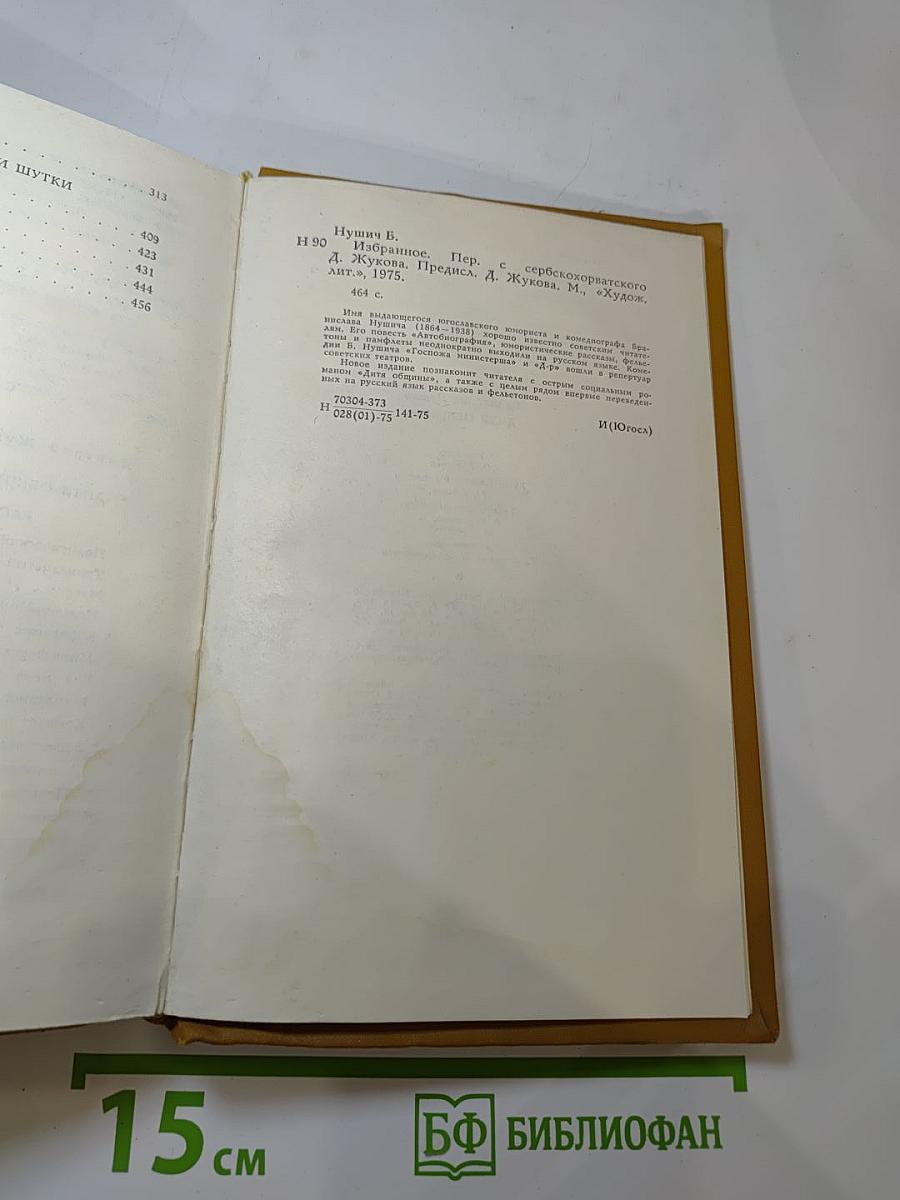 И ШУТКИ
313
409
423
431
444
456
Нушич Б.
Н 90 Избранное. Пер. с сербскохорватского
Д. Жукова. Предисл. Д. Жукова. М., «Худож.
лит.», 1975.
464 с.
Имя выдающегося югославского юмориста и комедиографа Бра-
нислава Нушича (1864—1938) хорошо известно советским читате-
лям. Его повесть «Автобиография», юмористические рассказы, фелье-
тоны и памфлеты неоднократно выходили на русском языке. Коме-
дии Б. Нушича «Госпожа министерша» и «Д-р» вошли в репертуар
советских театров.
Новое издание познакомит читателя с острым социальным ро-
маном «Дитя общины», а также с целым рядом впервые переведен-
ных на русский язык рассказов и фельетонов.
Н 70304-373
028(01)-75 141-75
И(Югосл)
15 см
БФ БИБЛИОФАН